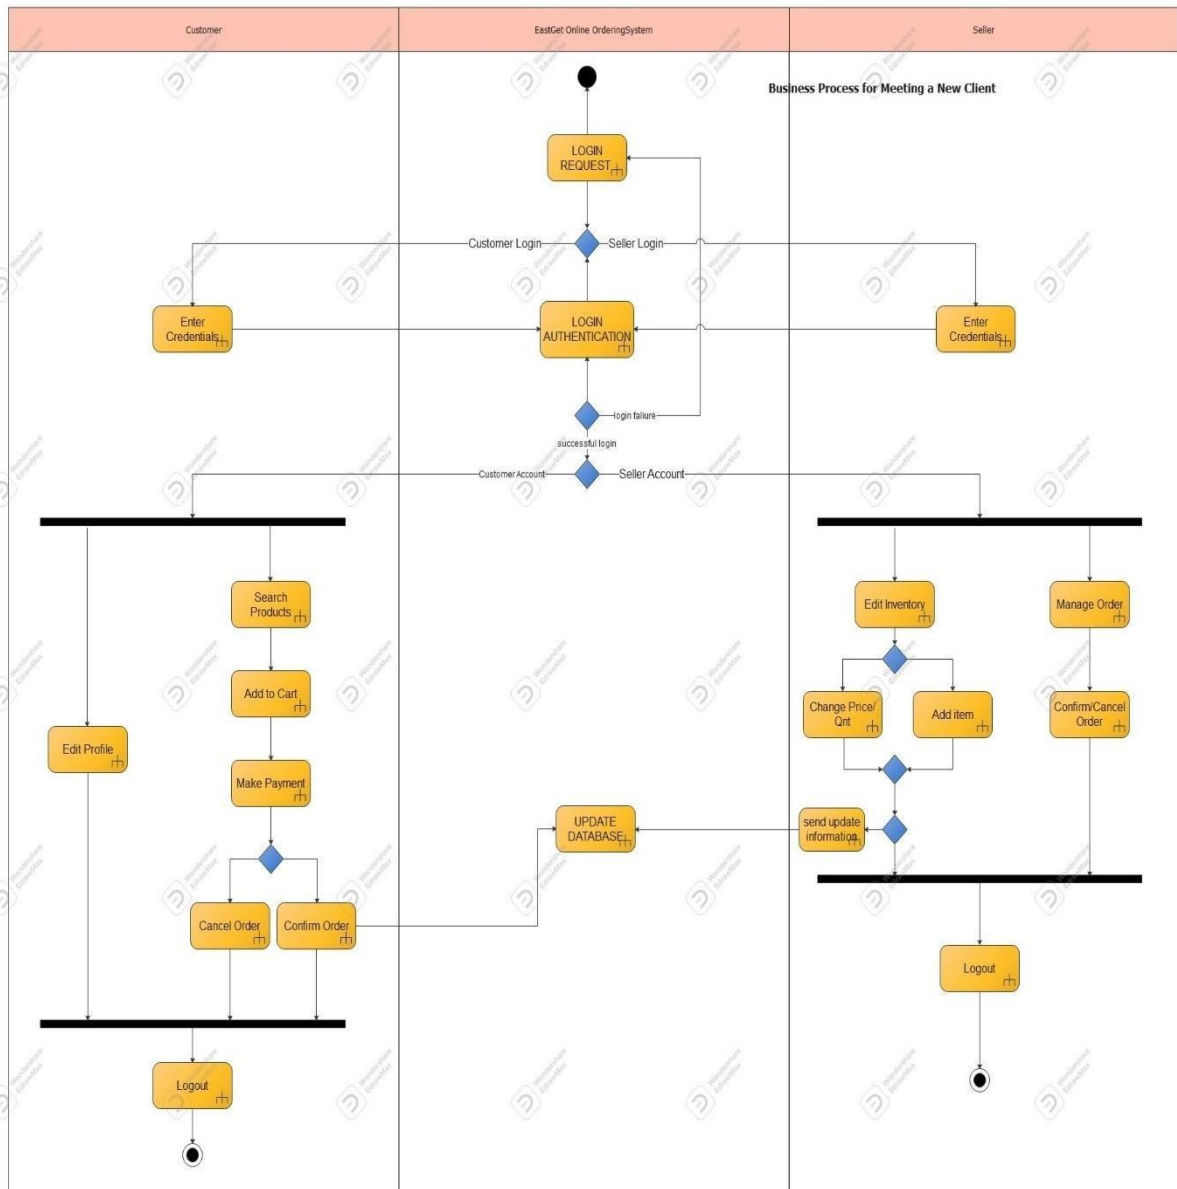 Customer
EastGet Online OrderingSystem
Seller
Business Process for Meeting a New Client
LOGIN
REQUEST
Customer Login
Seller Login
Enter
Credentials
LOGIN
AUTHENTICATION
Enter
Credentials
login failure
successful login
Customer Account
Seller Account
Search
Products
Edit Inventory
Manage Order
Add to Cart
Change Price/
Qnt
Add item
Confirm/Cancel
Order
Edit Profile
Make Payment
UPDATE
DATABASE
send update
information
Cancel Order
Confirm Order
Logout
Logout
Wondershare
EdrawMax